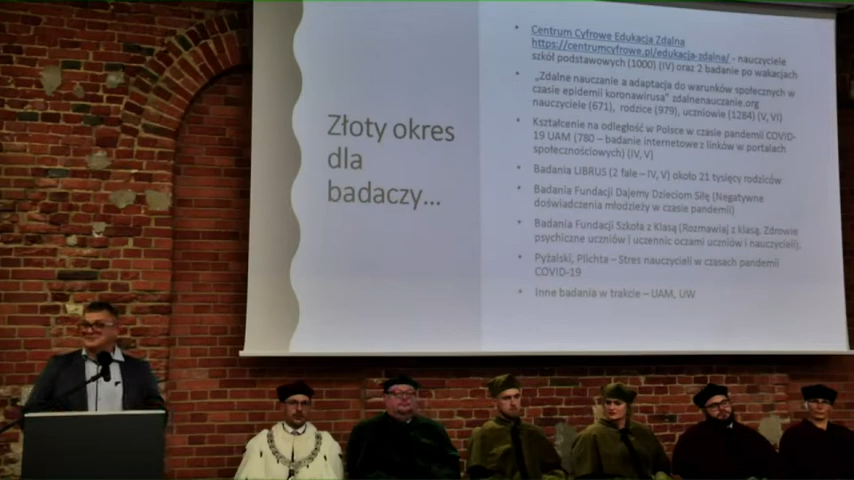 Złoty okres
dla
badaczy...
• Centrum Cyfrowe Edukacja Zdalna
https://centrumcyfrowe.pl/edukacja-zdalna/ - nauczyciele
szkół podstawowych (1000) (IV) oraz 2 badanie po wakacjach
• „Zdalne nauczanie a adaptacja do warunków społecznych w
czasie epidemii koronawirusa" zdalnenauczanie.org
nauczyciele (671), rodzice (979), uczniowie (1284) (V, VI)
• Kształcenie na odległość w Polsce w czasie pandemii COVID-
19 UAM (780 – badanie internetowe z linków w portalach
społecznościowych) (IV, V)
• Badania LIBRUS (2 fale – IV, V) około 21 tysięcy rodziców
• Badania Fundacji Dajemy Dzieciom Siłę (Negatywne
doświadczenia młodzieży w czasie pandemii)
• Badania Fundacji Szkoła z Klasą (Rozmawiaj z klasą. Zdrowie
psychiczne uczniów i uczennic oczami uczniów i nauczycieli),
• Pyżalski, Plichta – Stres nauczycieli w czasach pandemii
COVID-19
• Inne badania w trakcie – UAM, UW